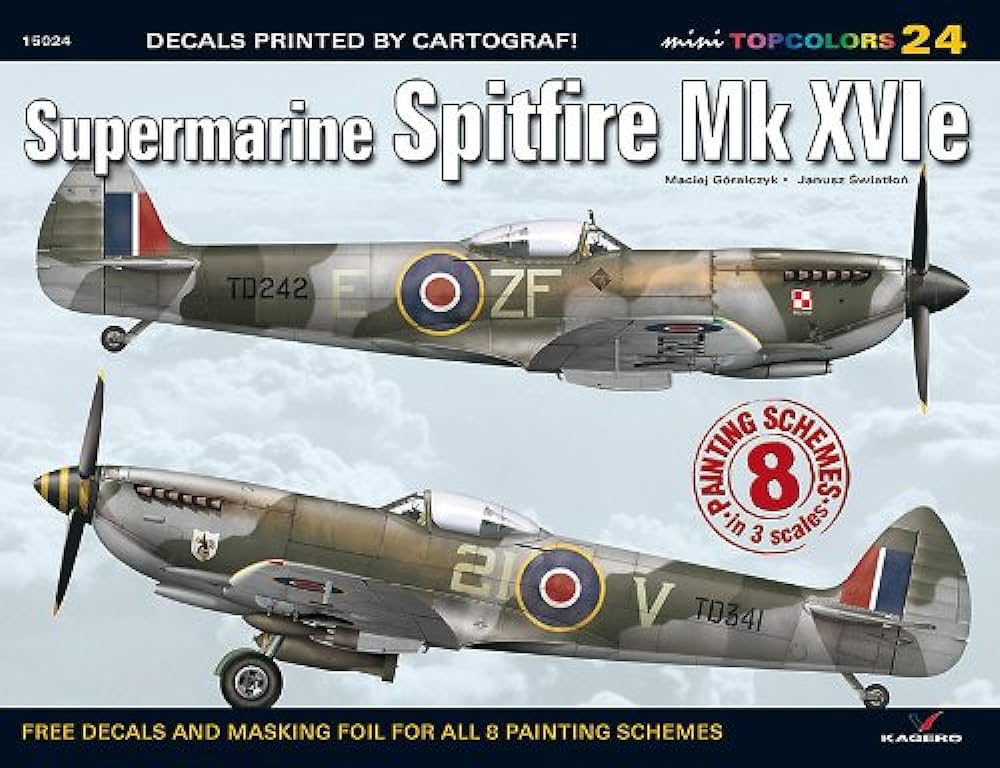 15024
DECALS PRINTED BY CARTOGRAF!
mini TOPCOLORS 24
Supermarine Spitfire Mk XVIe
Maciej Góralczyk • Janusz Światłoń
TD242
E
ZF
PAINTING SCHEMES
8
• in 3 scales •
21
V
TD341
FREE DECALS AND MASKING FOIL FOR ALL 8 PAINTING SCHEMES
KAGERO